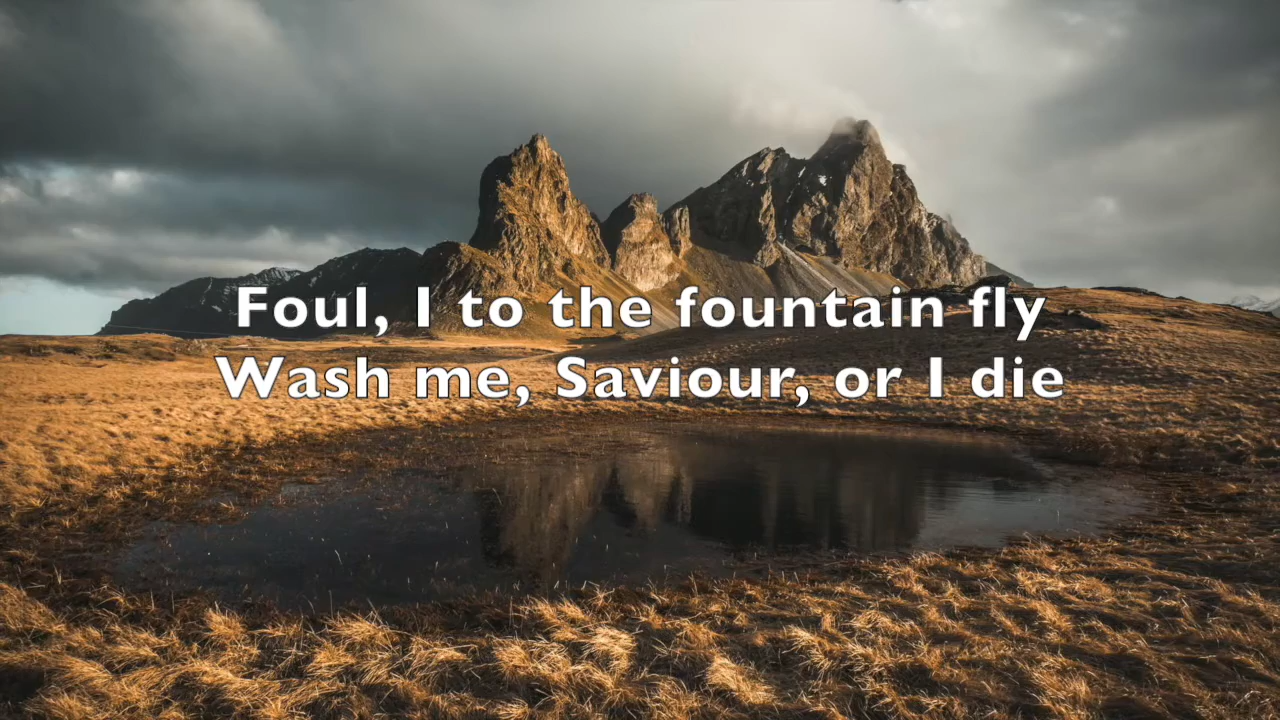 Foul, I to the fountain fly
Wash me, Saviour, or I die